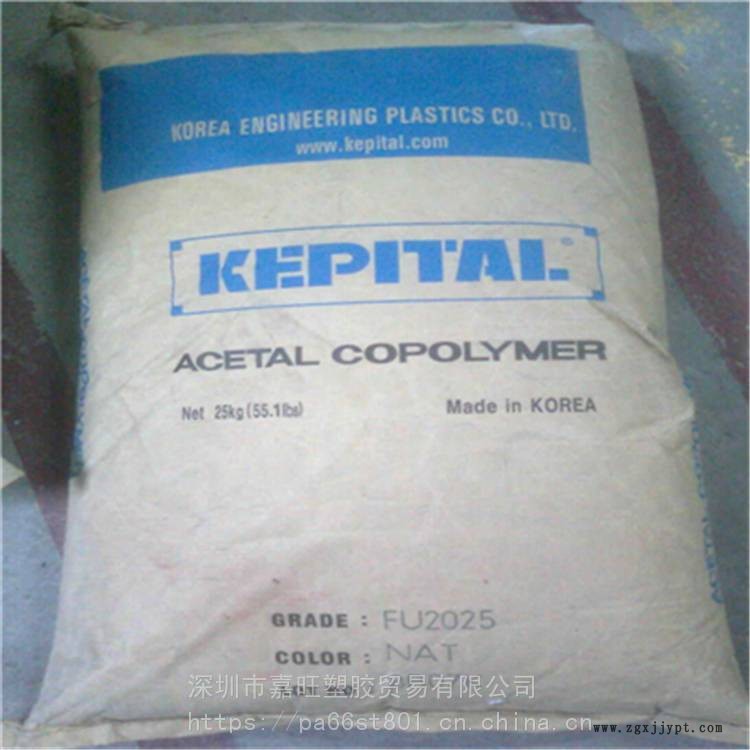 KOREA ENGINEERING PLASTICS CO., LTD.
www.kepital.com
KEPITAL
ACETAL COPOLYMER
Net 25kg(55.1lbs)
Made in KOREA
GRADE : FU2025
COLOR : NAT
深圳市嘉旺塑胶贸易有限公司
https://pa66st801.cn.china.cn
www.zgxjjypt.com